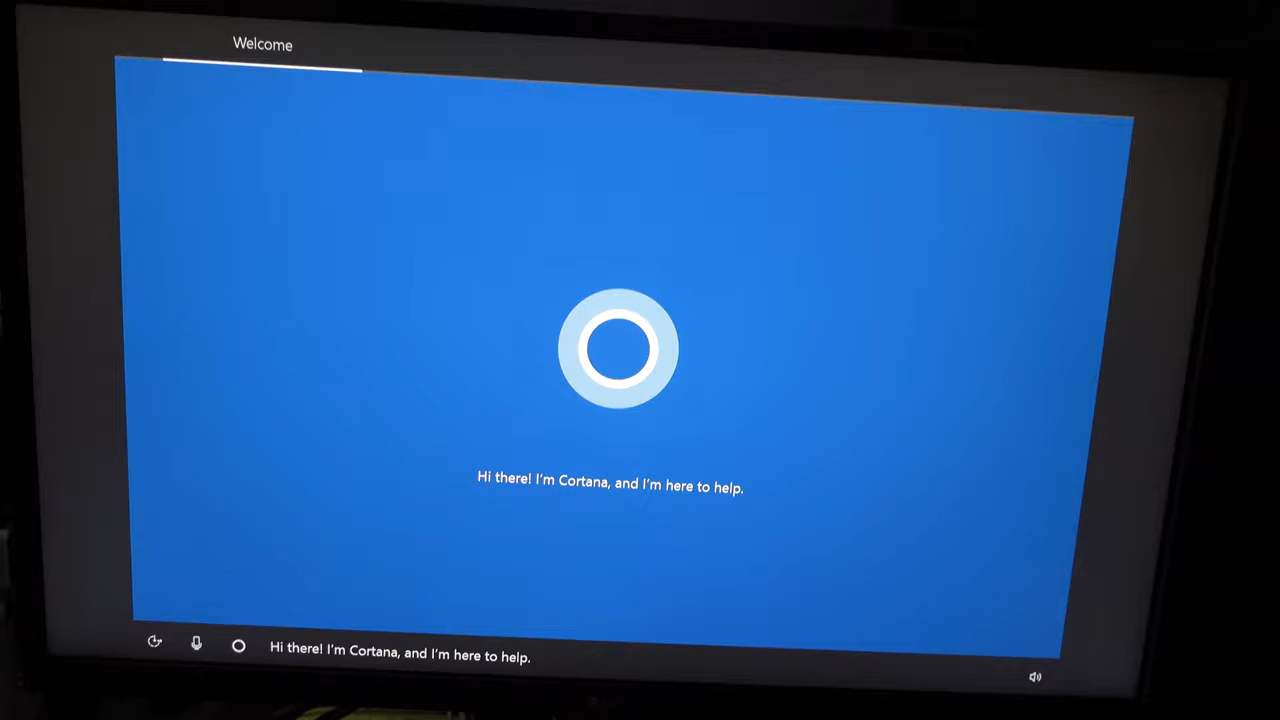 Welcome
Hi there! I'm Cortana, and I'm here to help.
Hi there! I'm Cortana, and I'm here to help.